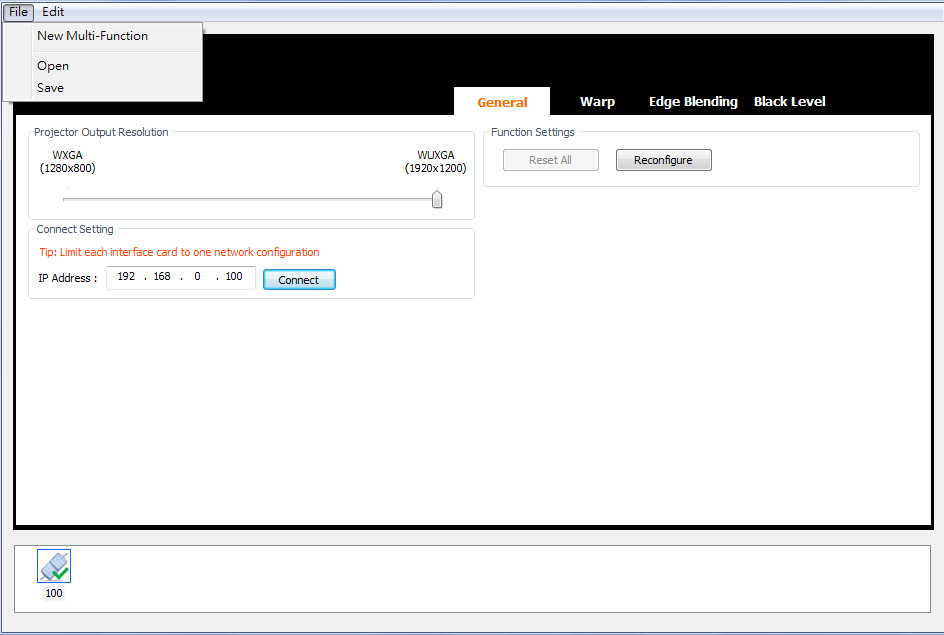 File Edit
New Multi-Function
Open
Save
General Warp Edge Blending Black Level
Projector Output Resolution
WXGA
(1280x800)
WUXGA
(1920x1200)
Function Settings
Reset All Reconfigure
Connect Setting
Tip: Limit each interface card to one network configuration
IP Address : 192 . 168 . 0 . 100 Connect
100